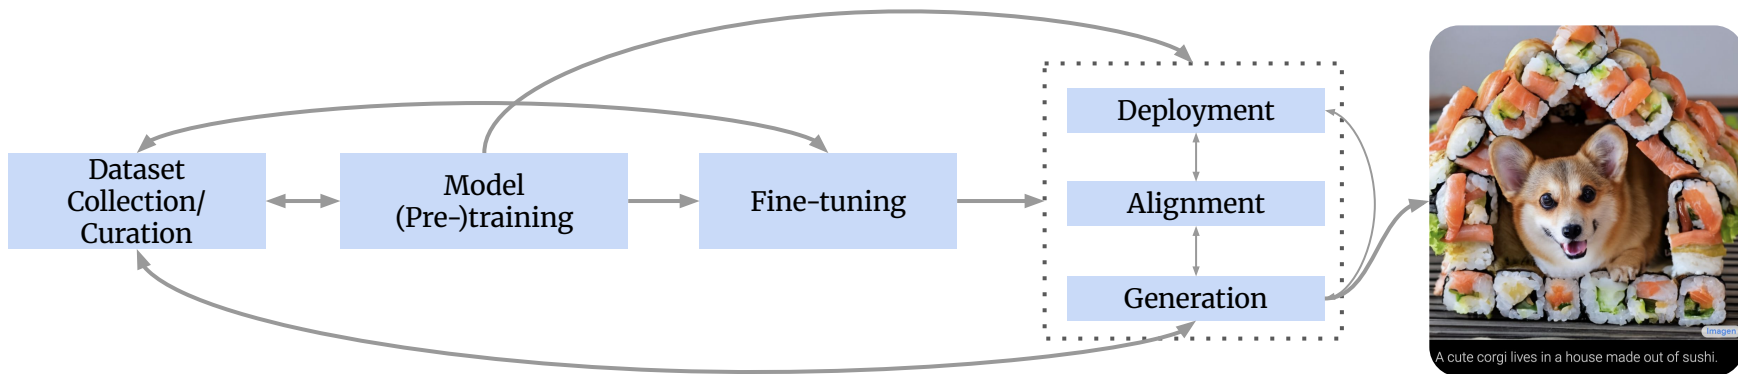 Dataset
Collection/
Curation
Model
(Pre-)training
Fine-tuning
Deployment
Alignment
Generation
Imagen
A cute corgi lives in a house made out of sushi.